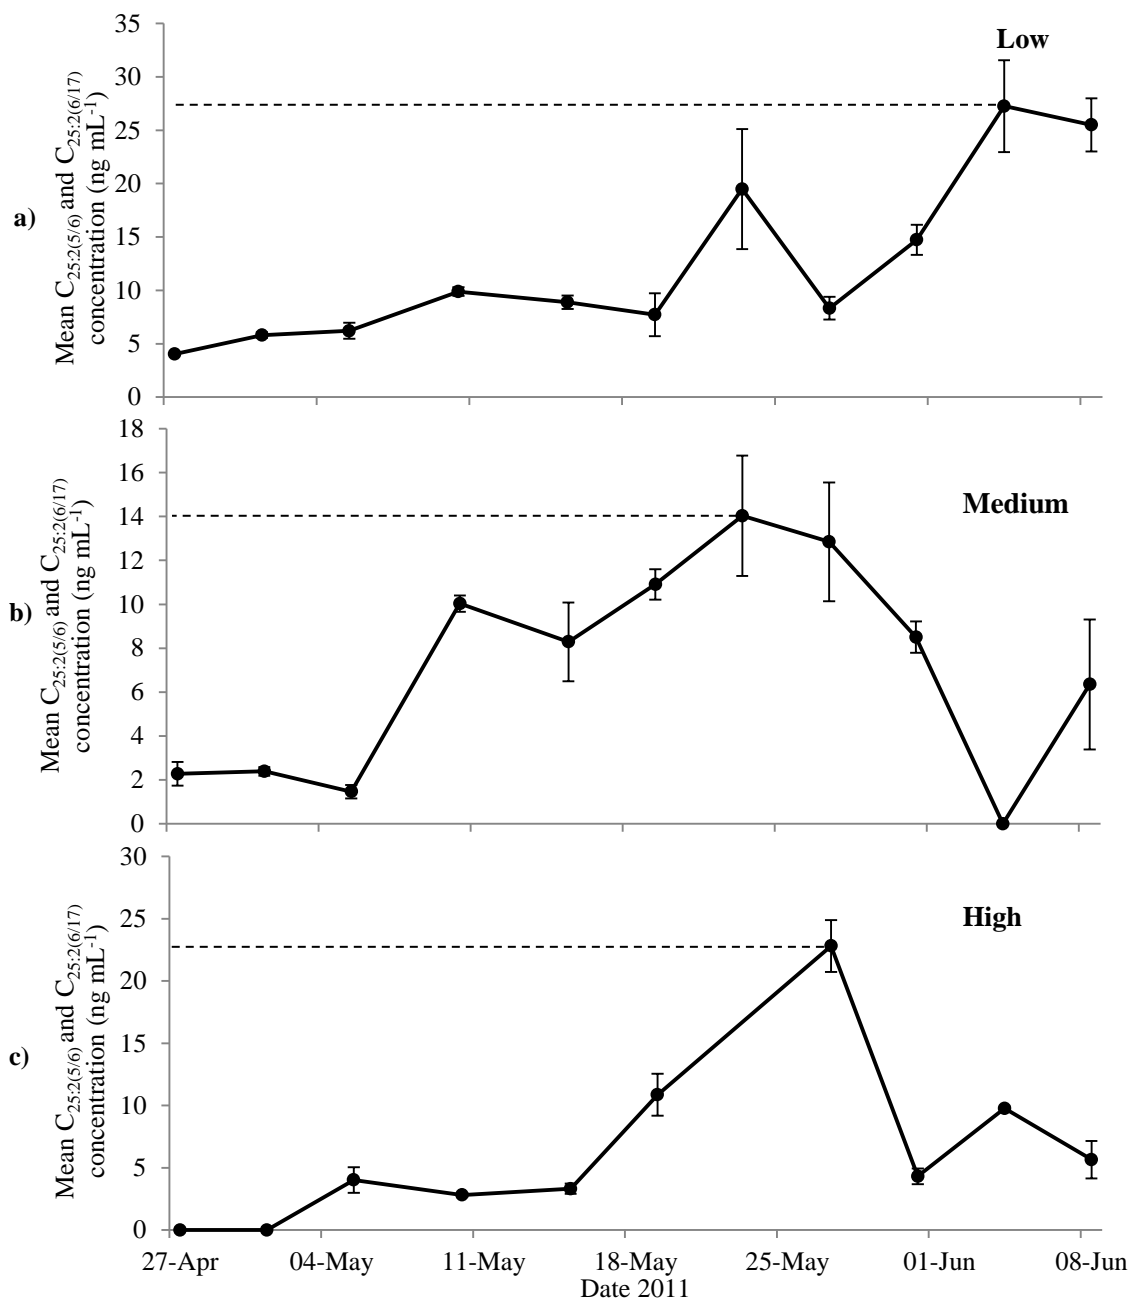 Low
a)
Mean C25:2(5/6) and C25:2(6/17)
concentration (ng mL-1)
35
30
25
20
15
10
5
0
Medium
b)
Mean C25:2(5/6) and C25:2(6/17)
concentration (ng mL-1)
18
16
14
12
10
8
6
4
2
0
High
c)
Mean C25:2(5/6) and C25:2(6/17)
concentration (ng mL-1)
30
25
20
15
10
5
0
27-Apr 04-May 11-May 18-May 25-May 01-Jun 08-Jun
Date 2011